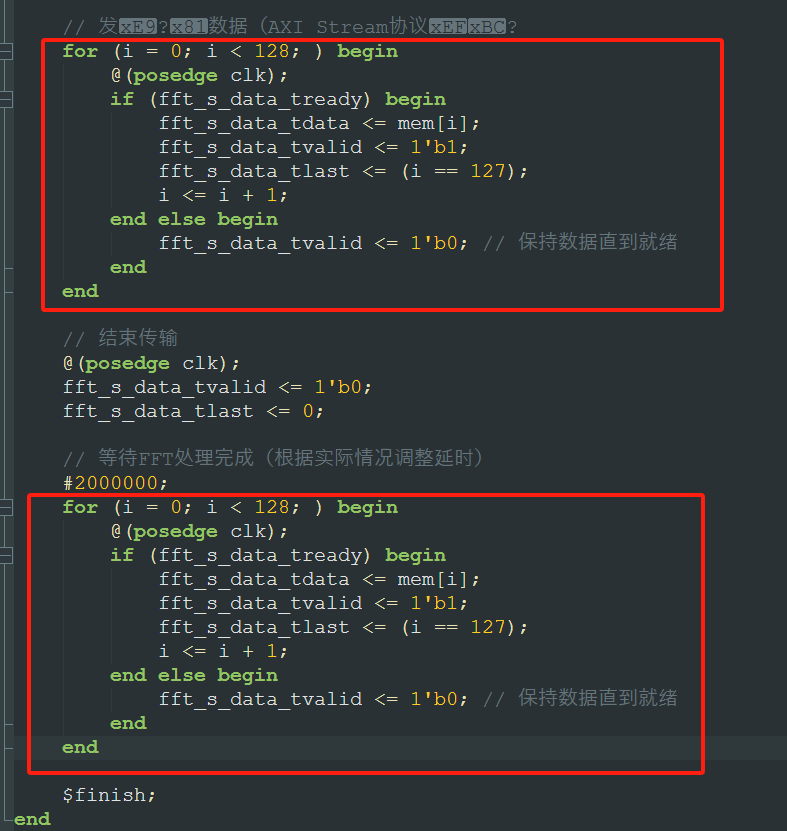 // 发xE9?x81数据（AXI Stream协议xEFxBC?
for (i = 0; i < 128; ) begin
@(posedge clk);
if (fft_s_data_tready) begin
fft_s_data_tdata <= mem[i];
fft_s_data_tvalid <= 1'b1;
fft_s_data_tlast <= (i == 127);
i <= i + 1;
end else begin
fft_s_data_tvalid <= 1'b0; // 保持数据直到就绪
end
end
// 结束传输
@(posedge clk);
fft_s_data_tvalid <= 1'b0;
fft_s_data_tlast <= 0;
// 等待FFT处理完成（根据实际情况调整延时）
#2000000;
for (i = 0; i < 128; ) begin
@(posedge clk);
if (fft_s_data_tready) begin
fft_s_data_tdata <= mem[i];
fft_s_data_tvalid <= 1'b1;
fft_s_data_tlast <= (i == 127);
i <= i + 1;
end else begin
fft_s_data_tvalid <= 1'b0; // 保持数据直到就绪
end
end
$finish;
end